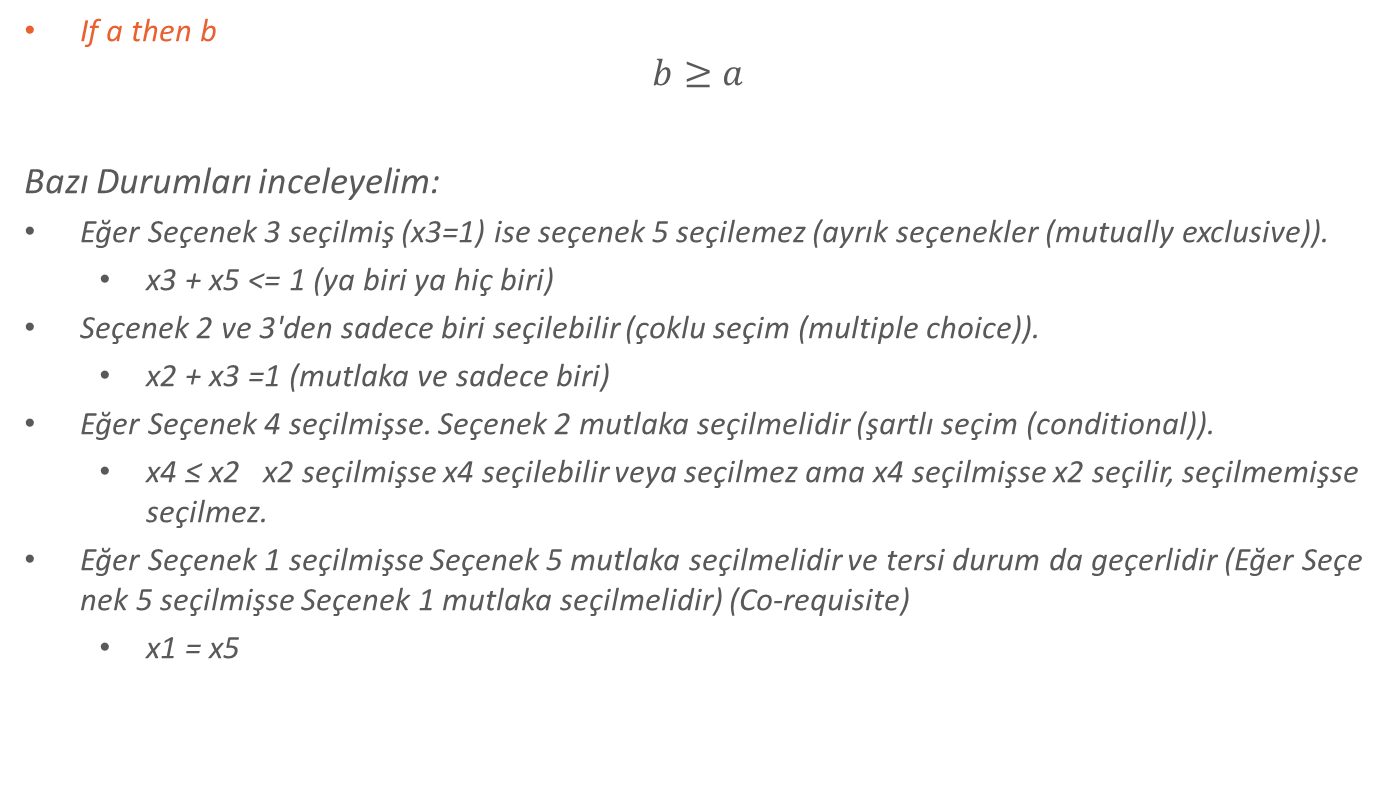 • If a then b
b ≥ a
Bazı Durumları inceleyelim:
• Eğer Seçenek 3 seçilmiş (x3=1) ise seçenek 5 seçilemez (ayrık seçenekler (mutually exclusive)).
• x3 + x5 <= 1 (ya biri ya hiç biri)
• Seçenek 2 ve 3'den sadece biri seçilebilir (çoklu seçim (multiple choice)).
• x2 + x3 =1 (mutlaka ve sadece biri)
• Eğer Seçenek 4 seçilmişse. Seçenek 2 mutlaka seçilmelidir (şartlı seçim (conditional)).
• x4 ≤ x2 x2 seçilmişse x4 seçilebilir veya seçilmez ama x4 seçilmişse x2 seçilir, seçilmemişse
seçilmez.
• Eğer Seçenek 1 seçilmişse Seçenek 5 mutlaka seçilmelidir ve tersi durum da geçerlidir (Eğer Seçe
nek 5 seçilmişse Seçenek 1 mutlaka seçilmelidir) (Co-requisite)
• x1 = x5